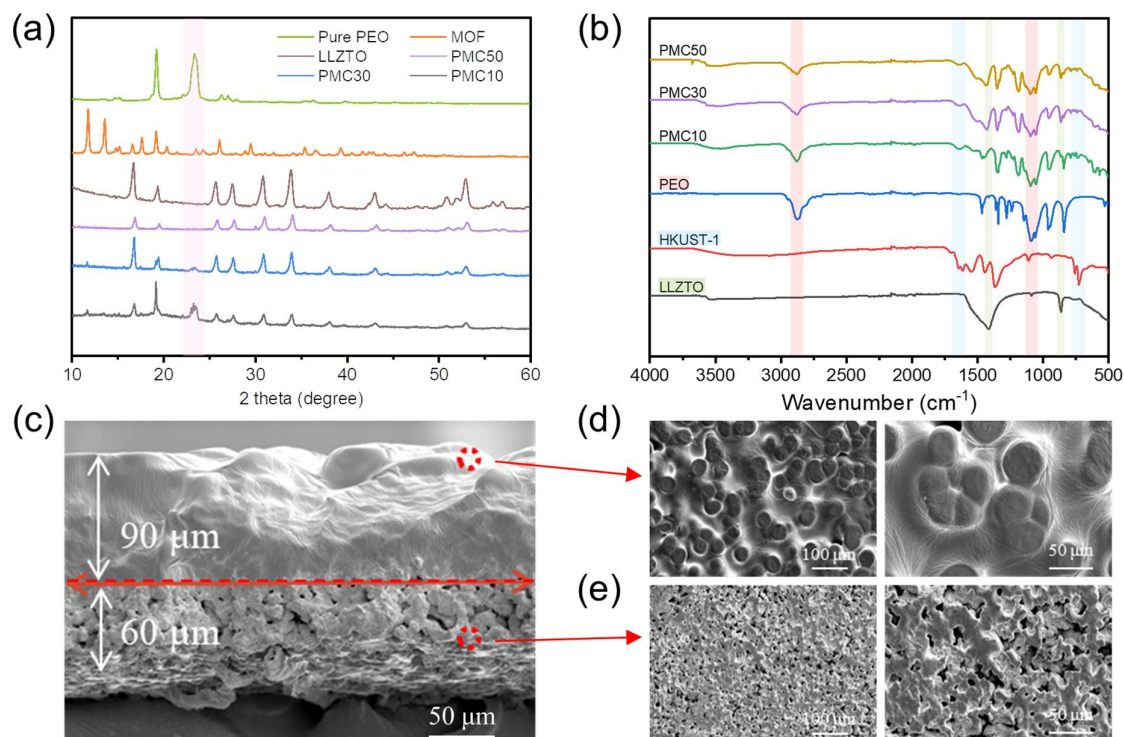 (a)
Pure PEO
MOF
LLZTO
PMC50
PMC30
PMC10
10 20 30 40 50 60
2 theta (degree)
(b)
PMC50
PMC30
PMC10
PEO
HKUST-1
LLZTO
4000 3500 3000 2500 2000 1500 1000 500
Wavenumber (cm⁻¹)
(c)
90 μm
60 μm
50 μm
(d)
100 μm
50 μm
(e)
100 μm
50 μm